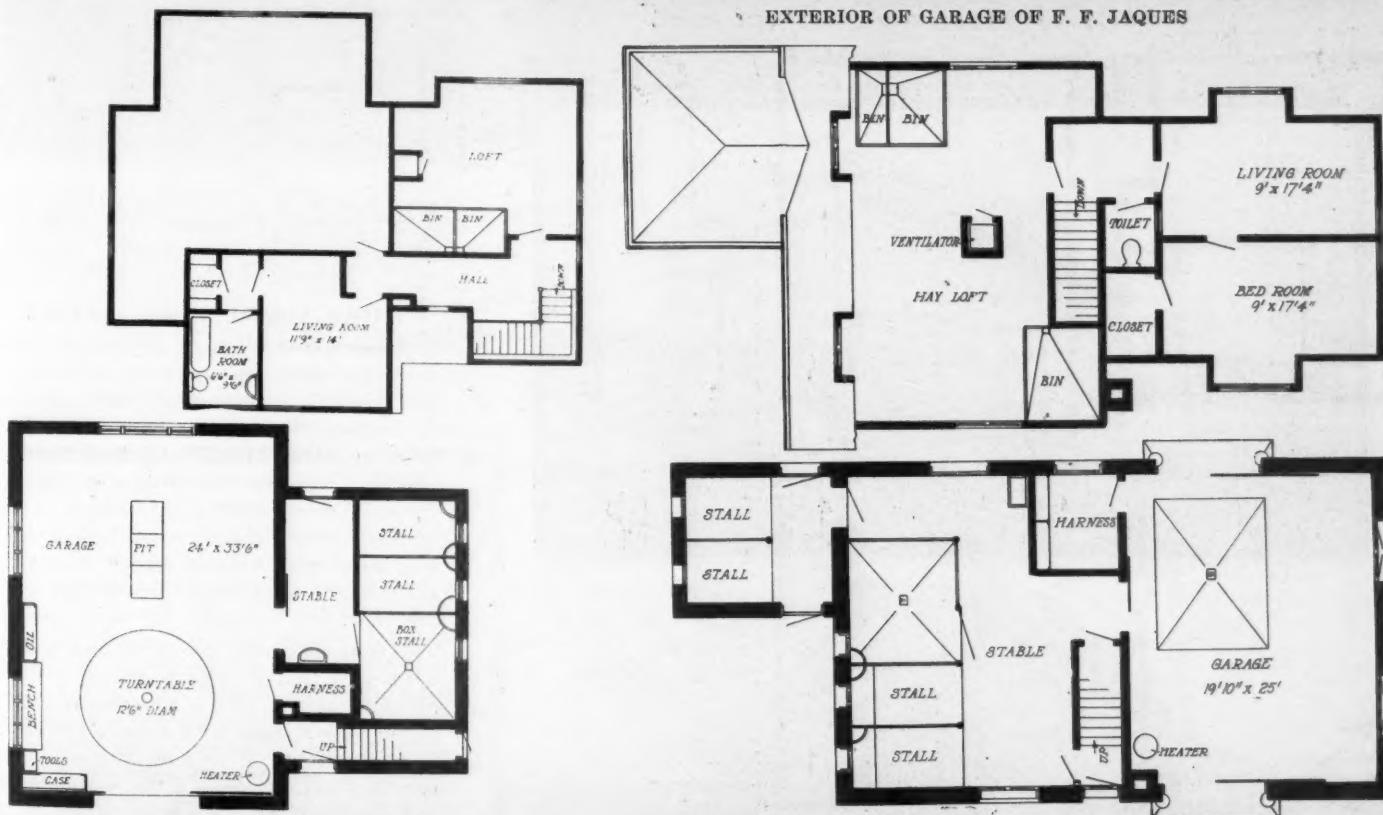 EXTERIOR OF GARAGE OF F. F. JAQUES
LOFT
BIN
BIN
HALL
DOWN
CLOSET
LIVING ROOM
11'9" x 14'
BATH
ROOM
6'6" x
9'6"
BIN
BIN
VENTILATOR
HAY LOFT
BIN
DOWN
TOILET
CLOSET
LIVING ROOM
9' x 17'4"
BED ROOM
9' x 17'4"
GARAGE
PIT
24' x 33'6"
STALL
STALL
STABLE
BOX
STALL
OIL
BENCH
TURNTABLE
12'6" DIAM
HARNESS
UP
TOOLS
CASE
HEATER
STALL
STALL
HARNESS
STABLE
STALL
STALL
UP
GARAGE
19'10" x 25'
HEATER